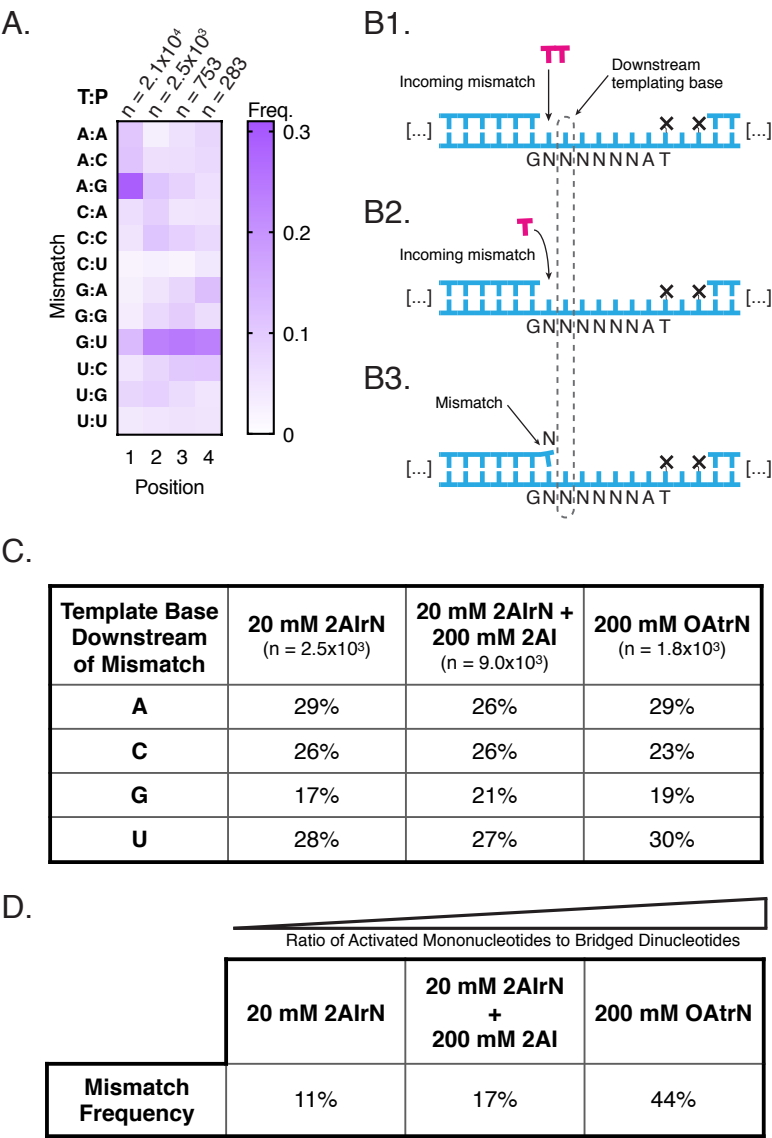 A.
T:P
n = 2.1x10⁴
n = 2.5x10³
n = 753
n = 283
Freq.
Mismatch
A:A
A:C
A:G
C:A
C:C
C:U
G:A
G:G
G:U
U:C
U:G
U:U
1 2 3 4
Position
0.3
0.2
0.1
0
B1.
Incoming mismatch
Downstream
templating base
[...] [...]
GNNNNNNAT
B2.
Incoming mismatch
[...] [...]
GNNNNNNAT
B3.
Mismatch
N
[...] [...]
GNNNNNNAT
C.
Template Base
Downstream
of Mismatch
20 mM 2AIrN
(n = 2.5x10³)
20 mM 2AIrN +
200 mM 2AI
(n = 9.0x10³)
200 mM OAtrN
(n = 1.8x10³)
A 29% 26% 29%
C 26% 26% 23%
G 17% 21% 19%
U 28% 27% 30%
D.
Ratio of Activated Mononucleotides to Bridged Dinucleotides
20 mM 2AIrN
20 mM 2AIrN
+
200 mM 2AI
200 mM OAtrN
Mismatch
Frequency
11% 17% 44%